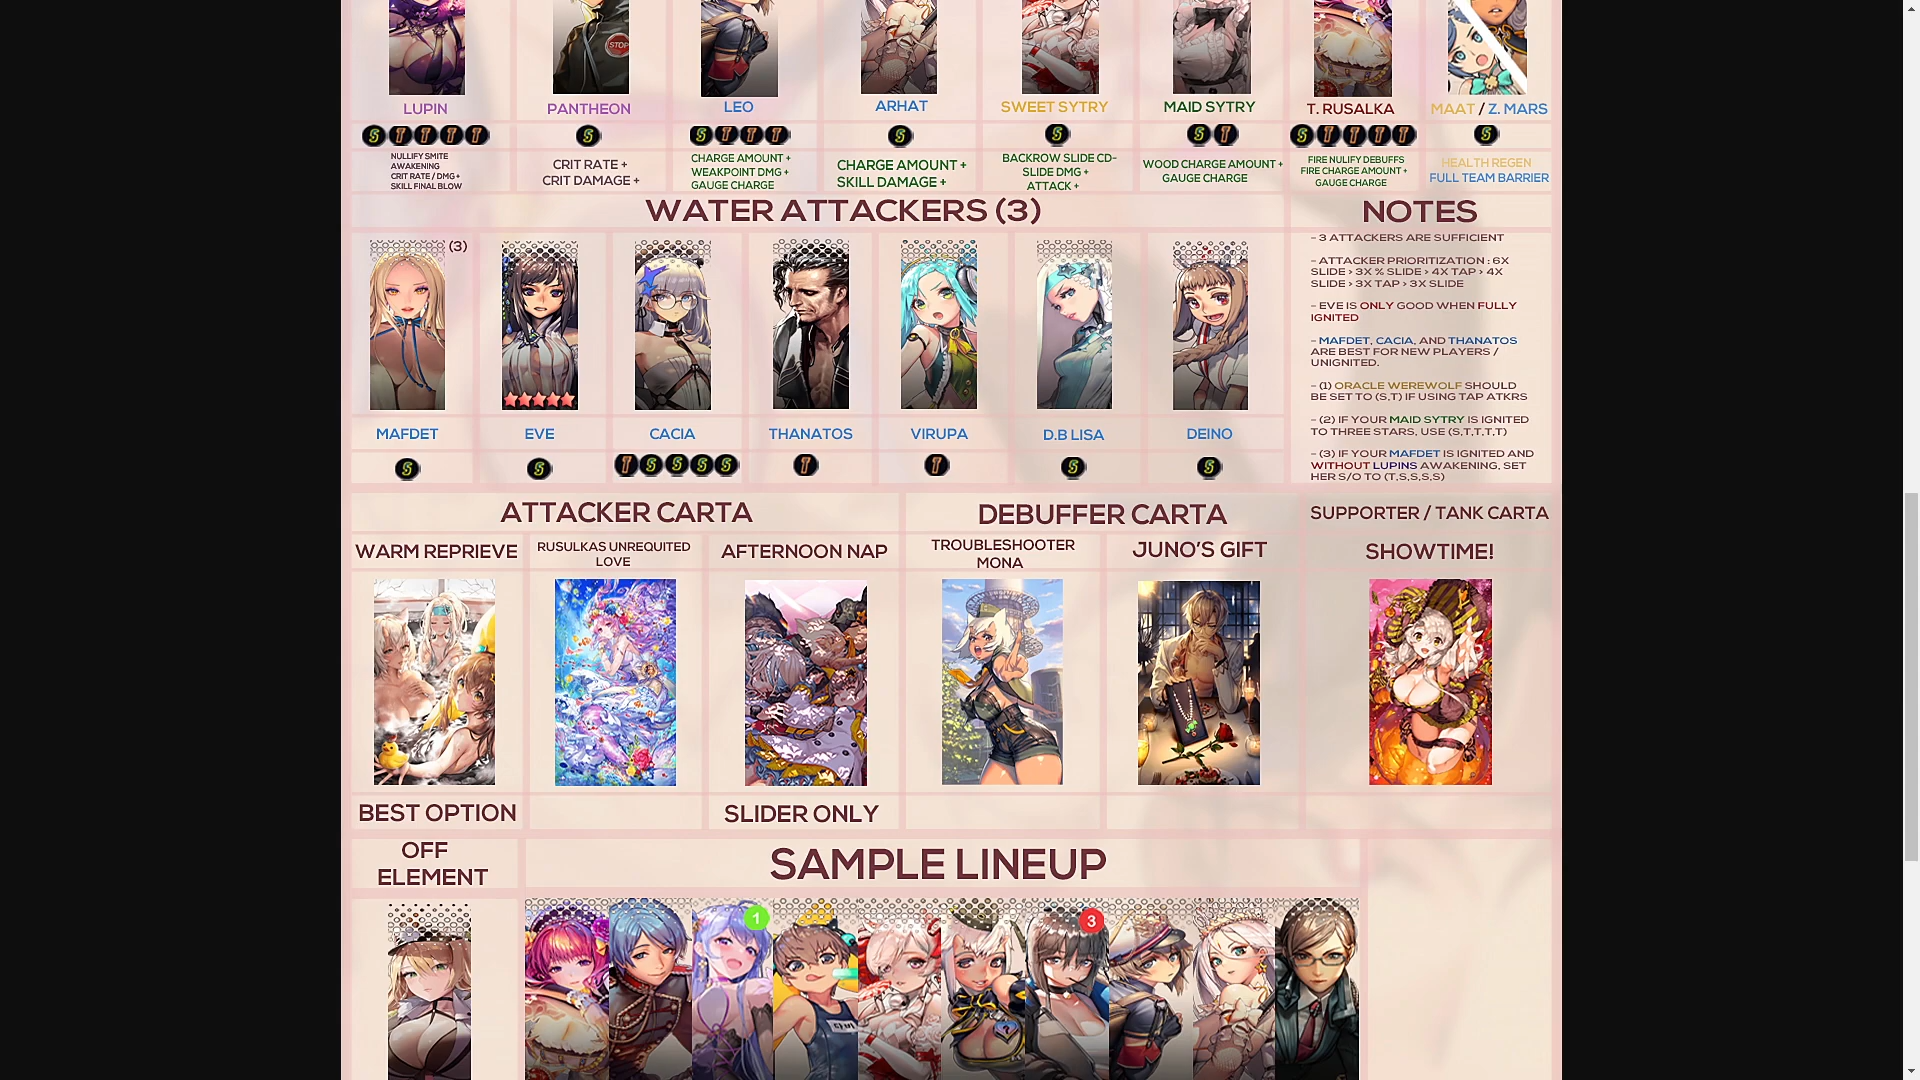 STOP
LUPIN
PANTHEON
LEO
ARHAT
SWEET SYTRY
MAID SYTRY
T. RUSALKA
MAAT / Z. MARS
S T T T T
S
S T T T
S
S
S T
S T T T T
S
NULLIFY SMITE
AWAKENING
CRIT RATE / DMG +
SKILL FINAL BLOW
CRIT RATE +
CRIT DAMAGE +
CHARGE AMOUNT +
WEAKPOINT DMG +
GAUGE CHARGE
CHARGE AMOUNT +
SKILL DAMAGE +
BACKROW SLIDE CD-
SLIDE DMG +
ATTACK +
WOOD CHARGE AMOUNT +
GAUGE CHARGE
FIRE NULIFY DEBUFFS
FIRE CHARGE AMOUNT +
GAUGE CHARGE
HEALTH REGEN
FULL TEAM BARRIER
WATER ATTACKERS (3)
(3)
MAFDET
EVE
CACIA
THANATOS
VIRUPA
D.B LISA
DEINO
S
S
T S S S S
T
T
S
S
NOTES
- 3 ATTACKERS ARE SUFFICIENT
- ATTACKER PRIORITIZATION : 6X
SLIDE > 3X % SLIDE > 4X TAP > 4X
SLIDE > 3X TAP > 3X SLIDE
- EVE IS ONLY GOOD WHEN FULLY
IGNITED
- MAFDET, CACIA, AND THANATOS
ARE BEST FOR NEW PLAYERS /
UNIGNITED.
- (1) ORACLE WEREWOLF SHOULD
BE SET TO (S,T) IF USING TAP ATKRS
- (2) IF YOUR MAID SYTRY IS IGNITED
TO THREE STARS, USE (S,T,T,T,T)
- (3) IF YOUR MAFDET IS IGNITED AND
WITHOUT LUPINS AWAKENING, SET
HER S/O TO (T,S,S,S,S)
ATTACKER CARTA
DEBUFFER CARTA
SUPPORTER / TANK CARTA
WARM REPRIEVE
RUSULKAS UNREQUITED
LOVE
AFTERNOON NAP
TROUBLESHOOTER
MONA
JUNO'S GIFT
SHOWTIME!
BEST OPTION
SLIDER ONLY
OFF
ELEMENT
SAMPLE LINEUP
1
3